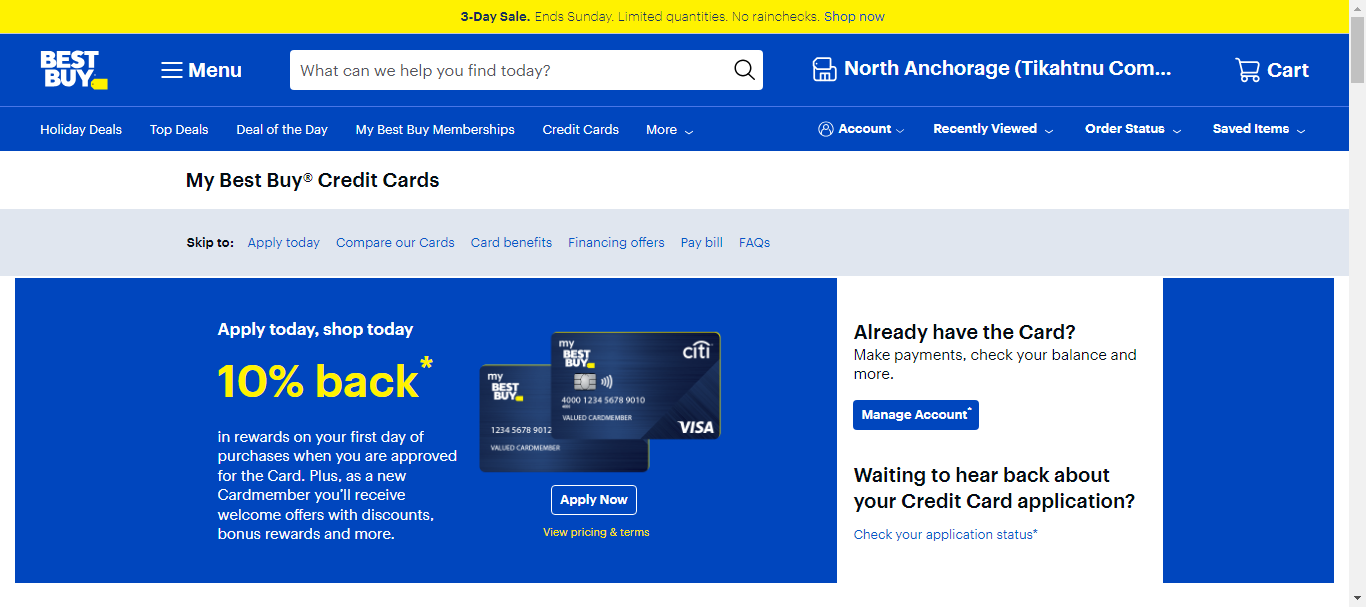 3-Day Sale. Ends Sunday. Limited quantities. No rainchecks. Shop now
BEST
BUY
Menu
What can we help you find today?
North Anchorage (Tikahtnu Com...
Cart
Holiday Deals
Top Deals
Deal of the Day
My Best Buy Memberships
Credit Cards
More
Account
Recently Viewed
Order Status
Saved Items
My Best Buy® Credit Cards
Skip to: Apply today Compare our Cards Card benefits Financing offers Pay bill FAQs
Apply today, shop today
10% back*
in rewards on your first day of
purchases when you are approved
for the Card. Plus, as a new
Cardmember you'll receive
welcome offers with discounts,
bonus rewards and more.
my
BEST
BUY
1234 5678 9012
VALUED CARDMEMBER
my
BEST
BUY
citi
4000 1234 5678 9010
VALUED CARDMEMBER
VISA
Apply Now
View pricing & terms
Already have the Card?
Make payments, check your balance and
more.
Manage Account*
Waiting to hear back about
your Credit Card application?
Check your application status*